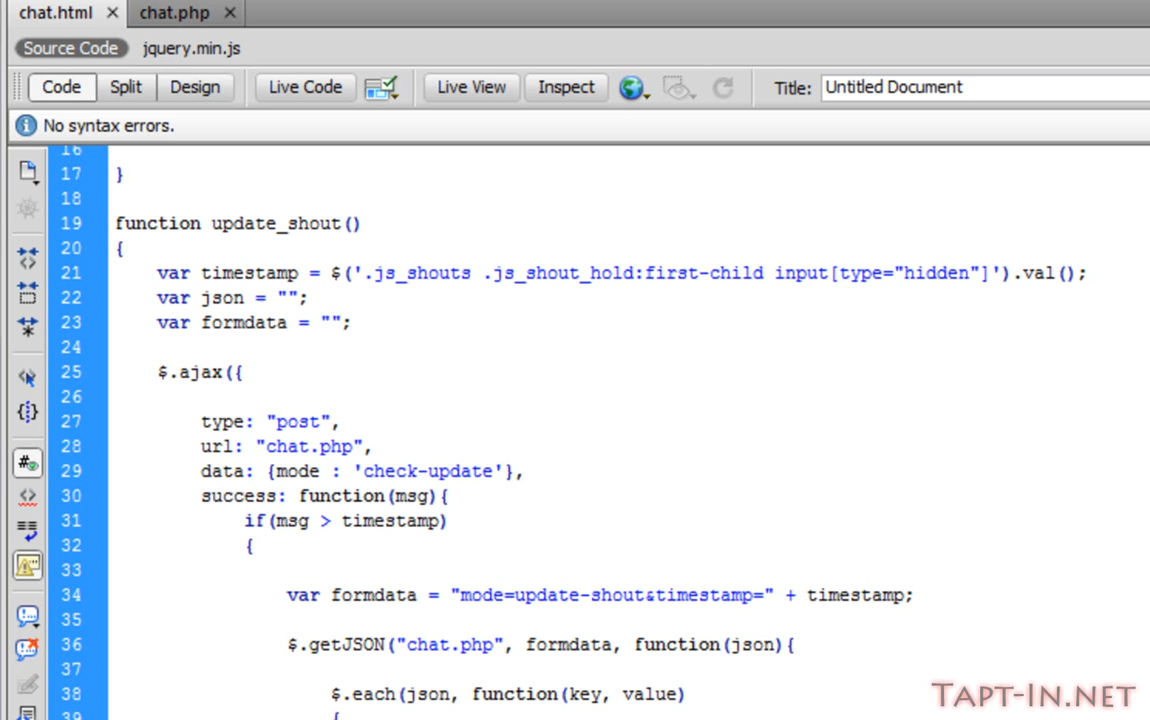 chat.html × chat.php ×
Source Code jquery.min.js
Code Split Design Live Code Live View Inspect Title: Untitled Document
No syntax errors.
16
17 }
18
19 function update_shout()
20 {
21 var timestamp = $('.js_shouts .js_shout_hold:first-child input[type="hidden"]').val();
22 var json = "";
23 var formdata = "";
24
25 $.ajax({
26
27 type: "post",
28 url: "chat.php",
29 data: {mode : 'check-update'},
30 success: function(msg){
31 if(msg > timestamp)
32 {
33
34 var formdata = "mode=update-shout&timestamp=" + timestamp;
35
36 $.getJSON("chat.php", formdata, function(json){
37
38 $.each(json, function(key, value)
39 {
Tapt-In.net